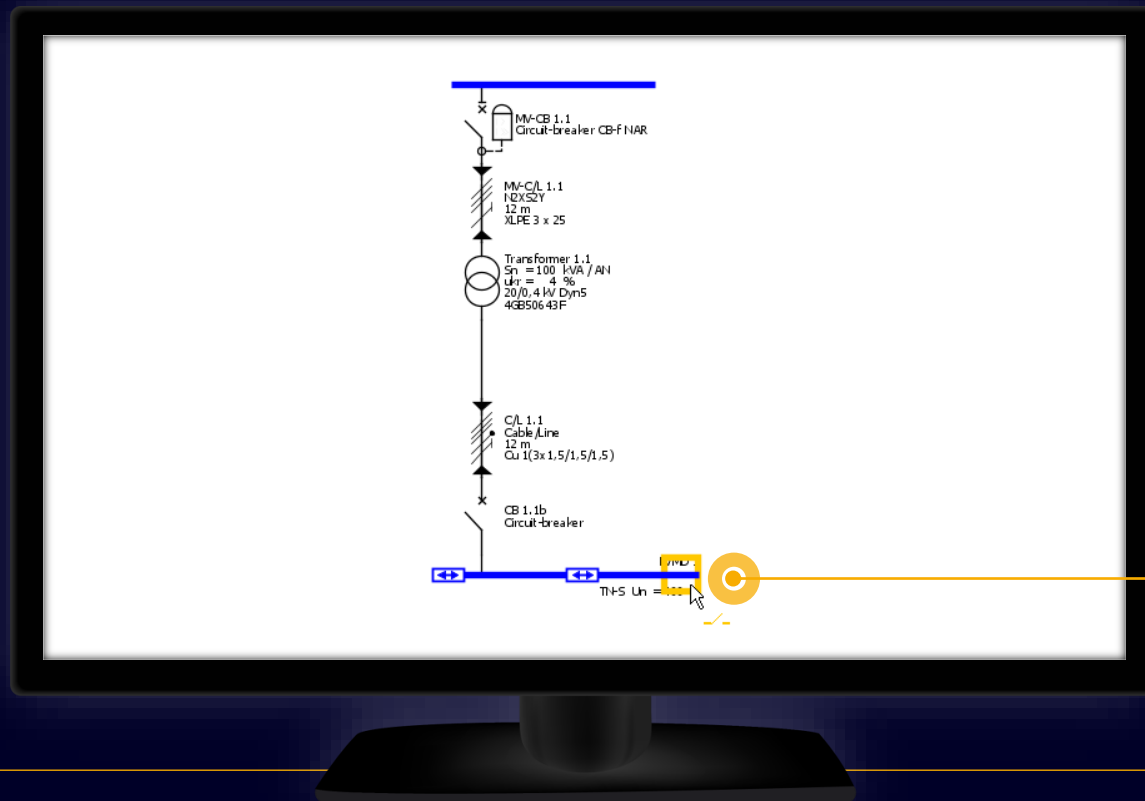 MV-CB 1.1
Circuit-breaker CB-f NAR
MV-C/L 1.1
N2XS2Y
12 m
XLPE 3 x 25
Transformer 1.1
Sn = 100 kVA / AN
ukr = 4 %
20/0,4 kV Dyn5
4GB50643F
C/L 1.1
Cable/Line
12 m
Cu 1(3x1,5/1,5/1,5)
CB 1.1b
Circuit-breaker
TN-S Un =